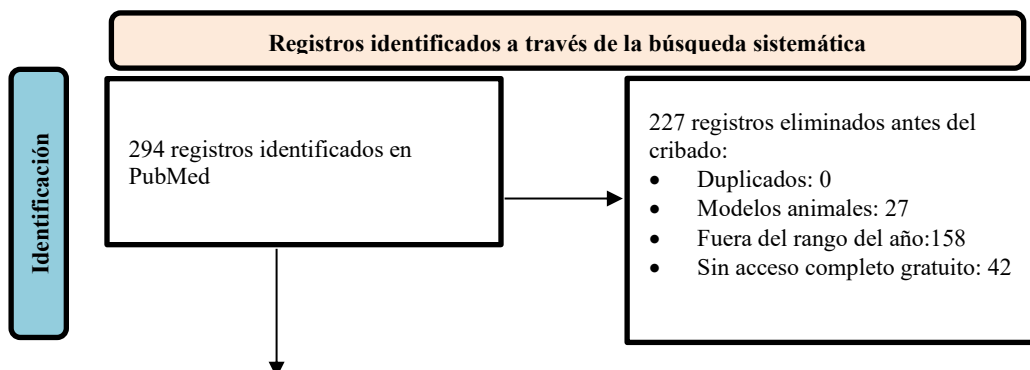 Registros identificados a través de la búsqueda sistemática
Identificación
294 registros identificados en
PubMed
227 registros eliminados antes del
cribado:
• Duplicados: 0
• Modelos animales: 27
• Fuera del rango del año:158
• Sin acceso completo gratuito: 42